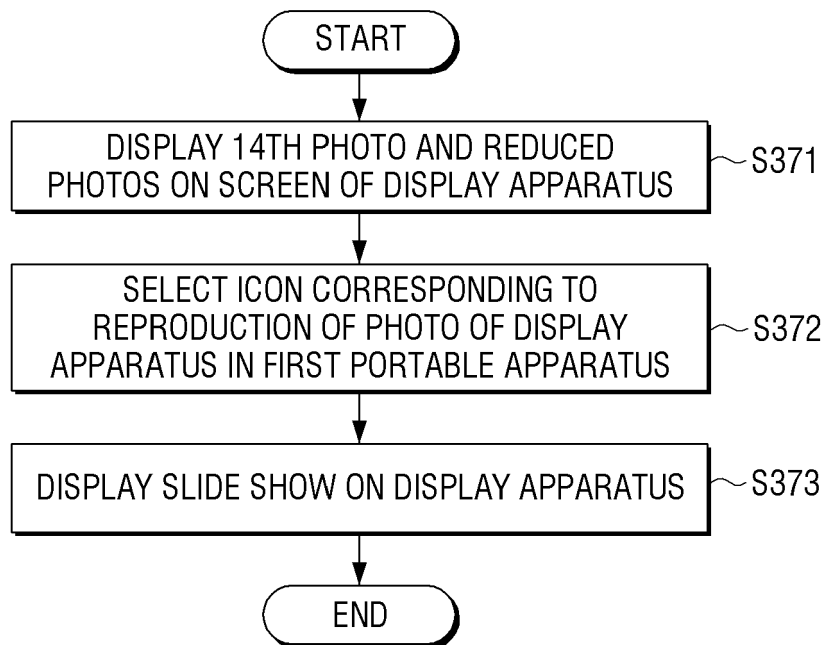 START
DISPLAY 14TH PHOTO AND REDUCED
PHOTOS ON SCREEN OF DISPLAY APPARATUS
S371
SELECT ICON CORRESPONDING TO
REPRODUCTION OF PHOTO OF DISPLAY
APPARATUS IN FIRST PORTABLE APPARATUS
S372
DISPLAY SLIDE SHOW ON DISPLAY APPARATUS
S373
END